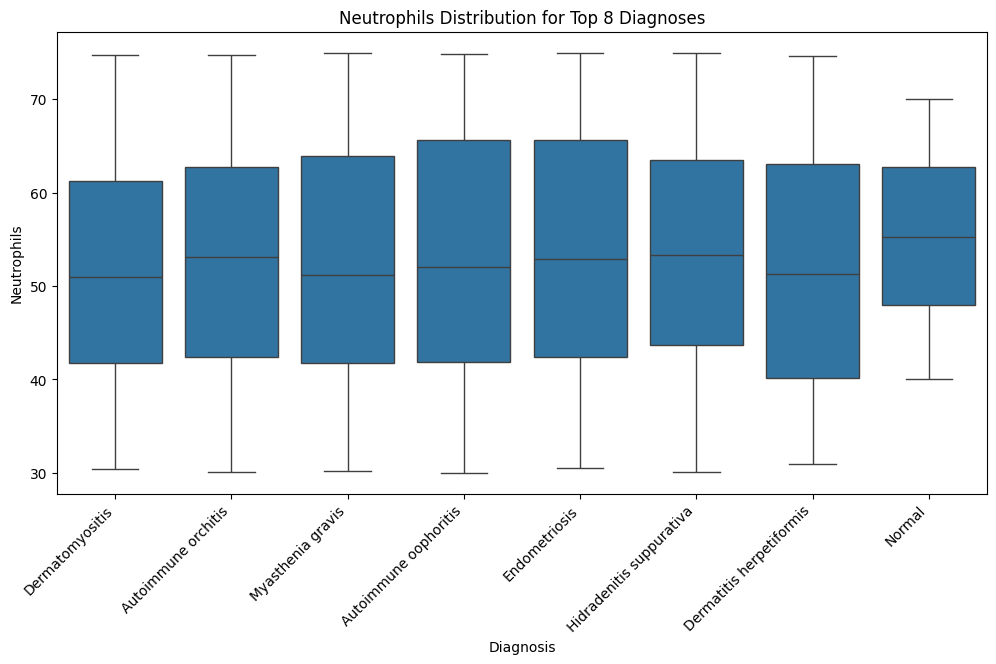 Neutrophils Distribution for Top 8 Diagnoses
Neutrophils
70
60
50
40
30
Dermatomyositis
Autoimmune orchitis
Myasthenia gravis
Autoimmune oophoritis
Endometriosis
Hidradenitis suppurativa
Dermatitis herpetiformis
Normal
Diagnosis